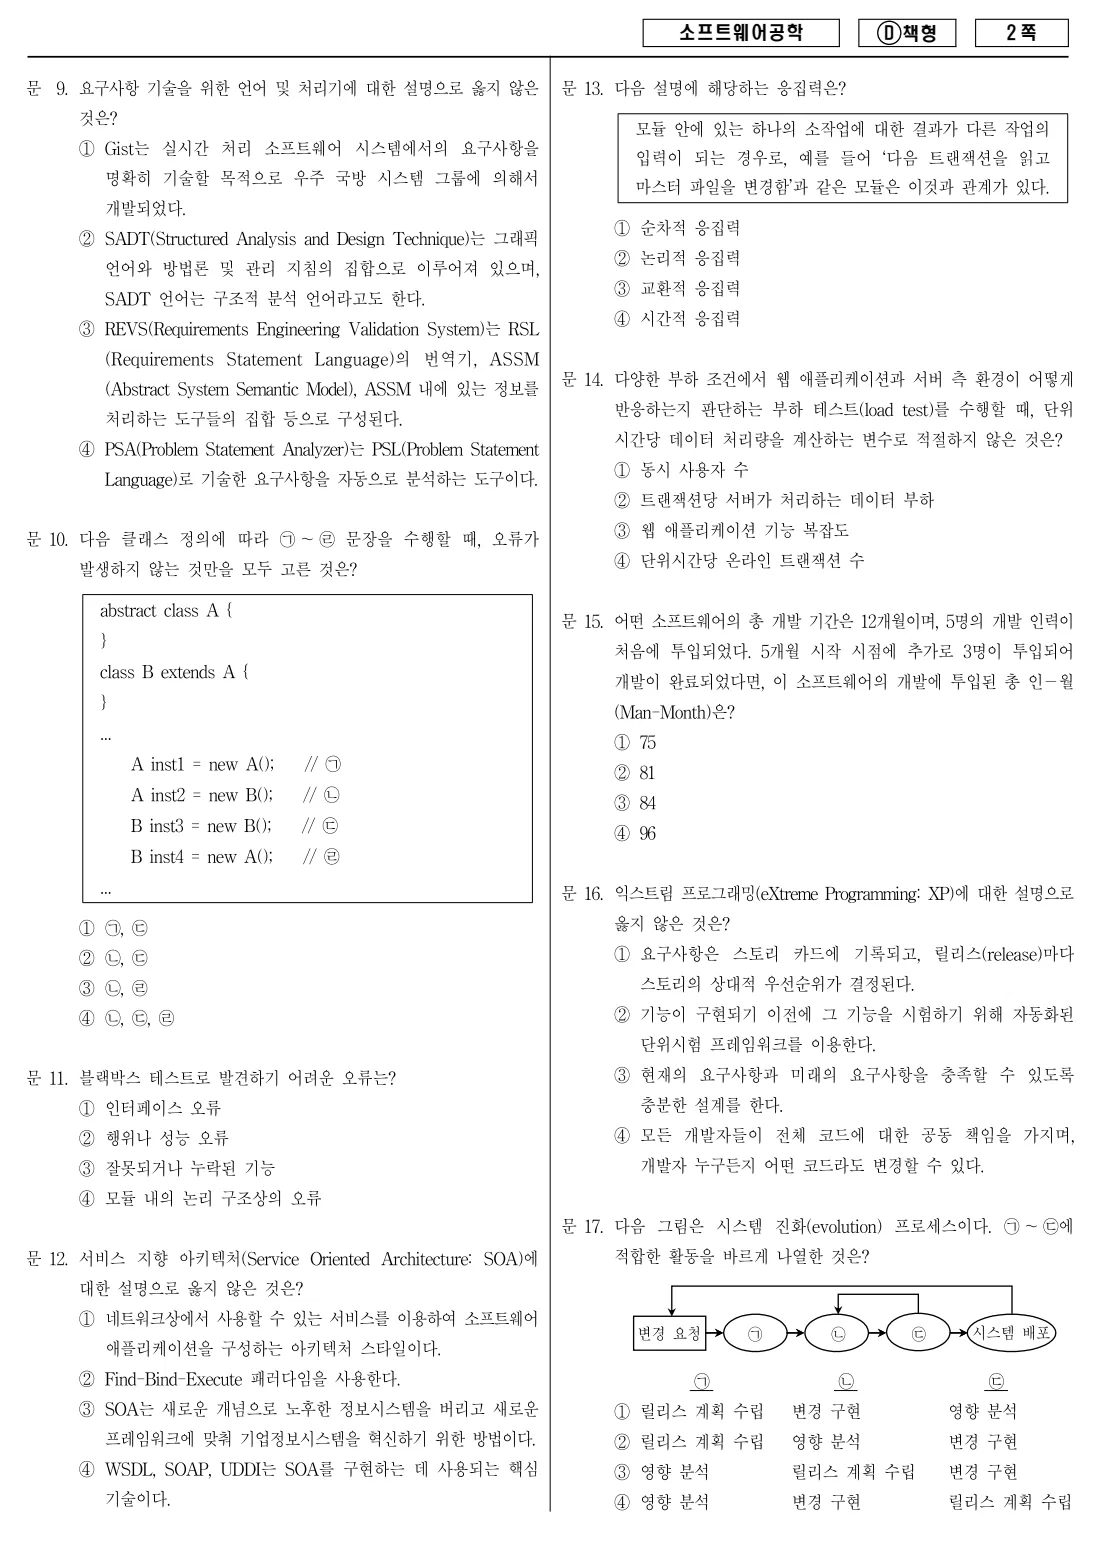 소프트웨어공학
Ⓓ책형
2쪽
문 9. 요구사항 기술을 위한 언어 및 처리기에 대한 설명으로 옳지 않은
것은?
① Gist는 실시간 처리 소프트웨어 시스템에서의 요구사항을
명확히 기술할 목적으로 우주 국방 시스템 그룹에 의해서
개발되었다.
② SADT(Structured Analysis and Design Technique)는 그래픽
언어와 방법론 및 관리 지침의 집합으로 이루어져 있으며,
SADT 언어는 구조적 분석 언어라고도 한다.
③ REVS(Requirements Engineering Validation System)는 RSL
(Requirements Statement Language)의 번역기, ASSM
(Abstract System Semantic Model), ASSM 내에 있는 정보를
처리하는 도구들의 집합 등으로 구성된다.
④ PSA(Problem Statement Analyzer)는 PSL(Problem Statement
Language)로 기술한 요구사항을 자동으로 분석하는 도구이다.
문 10. 다음 클래스 정의에 따라 ㉠ ~ ㉣ 문장을 수행할 때, 오류가
발생하지 않는 것만을 모두 고른 것은?
abstract class A {
}
class B extends A {
}
...
A inst1 = new A(); // ㉠
A inst2 = new B(); // ㉡
B inst3 = new B(); // ㉢
B inst4 = new A(); // ㉣
...
① ㉠, ㉢
② ㉡, ㉢
③ ㉡, ㉣
④ ㉡, ㉢, ㉣
문 11. 블랙박스 테스트로 발견하기 어려운 오류는?
① 인터페이스 오류
② 행위나 성능 오류
③ 잘못되거나 누락된 기능
④ 모듈 내의 논리 구조상의 오류
문 12. 서비스 지향 아키텍처(Service Oriented Architecture: SOA)에
대한 설명으로 옳지 않은 것은?
① 네트워크상에서 사용할 수 있는 서비스를 이용하여 소프트웨어
애플리케이션을 구성하는 아키텍처 스타일이다.
② Find-Bind-Execute 패러다임을 사용한다.
③ SOA는 새로운 개념으로 노후한 정보시스템을 버리고 새로운
프레임워크에 맞춰 기업정보시스템을 혁신하기 위한 방법이다.
④ WSDL, SOAP, UDDI는 SOA를 구현하는 데 사용되는 핵심
기술이다.
문 13. 다음 설명에 해당하는 응집력은?
모듈 안에 있는 하나의 소작업에 대한 결과가 다른 작업의
입력이 되는 경우로, 예를 들어 '다음 트랜잭션을 읽고
마스터 파일을 변경함'과 같은 모듈은 이것과 관계가 있다.
① 순차적 응집력
② 논리적 응집력
③ 교환적 응집력
④ 시간적 응집력
문 14. 다양한 부하 조건에서 웹 애플리케이션과 서버 측 환경이 어떻게
반응하는지 판단하는 부하 테스트(load test)를 수행할 때, 단위
시간당 데이터 처리량을 계산하는 변수로 적절하지 않은 것은?
① 동시 사용자 수
② 트랜잭션당 서버가 처리하는 데이터 부하
③ 웹 애플리케이션 기능 복잡도
④ 단위시간당 온라인 트랜잭션 수
문 15. 어떤 소프트웨어의 총 개발 기간은 12개월이며, 5명의 개발 인력이
처음에 투입되었다. 5개월 시작 시점에 추가로 3명이 투입되어
개발이 완료되었다면, 이 소프트웨어의 개발에 투입된 총 인-월
(Man-Month)은?
① 75
② 81
③ 84
④ 96
문 16. 익스트림 프로그래밍(eXtreme Programming: XP)에 대한 설명으로
옳지 않은 것은?
① 요구사항은 스토리 카드에 기록되고, 릴리스(release)마다
스토리의 상대적 우선순위가 결정된다.
② 기능이 구현되기 이전에 그 기능을 시험하기 위해 자동화된
단위시험 프레임워크를 이용한다.
③ 현재의 요구사항과 미래의 요구사항을 충족할 수 있도록
충분한 설계를 한다.
④ 모든 개발자들이 전체 코드에 대한 공동 책임을 가지며,
개발자 누구든지 어떤 코드라도 변경할 수 있다.
문 17. 다음 그림은 시스템 진화(evolution) 프로세스이다. ㉠ ~ ㉢에
적합한 활동을 바르게 나열한 것은?
변경 요청 ㉠ ㉡ ㉢ 시스템 배포
㉠ ㉡ ㉢
① 릴리스 계획 수립 변경 구현 영향 분석
② 릴리스 계획 수립 영향 분석 변경 구현
③ 영향 분석 릴리스 계획 수립 변경 구현
④ 영향 분석 변경 구현 릴리스 계획 수립